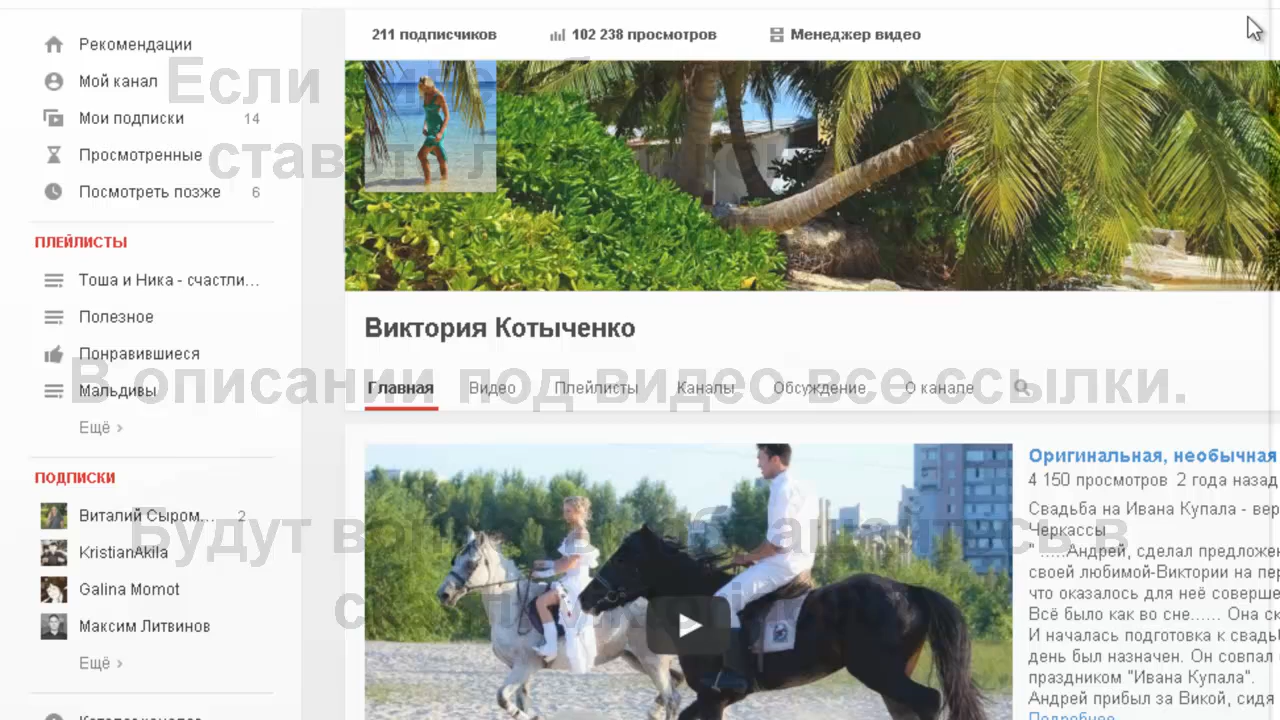 Рекомендации
Мой канал
Мои подписки 14
Просмотренные
Посмотреть позже 6
ПЛЕЙЛИСТЫ
Тоша и Ника - счастли...
Полезное
Понравившиеся
Мальдивы
Ещё
ПОДПИСКИ
Виталий Сыром... 2
KristianAkila
Galina Momot
Максим Литвинов
Ещё
211 подписчиков 102 238 просмотров Менеджер видео
Если
Виктория Котыченко
Главная Видео Плейлисты Каналы Обсуждение О канале
В описании под видео все ссылки.
Будут
Оригинальная, необычная
4 150 просмотров 2 года назад
Свадьба на Ивана Купала - вер
Черкассы
" .....Андрей, сделал предложен
своей любимой-Виктории на пер
что оказалось для неё соверше
Всё было как во сне...... Она ск
И началась подготовка к свадь
день был назначен. Он совпал
праздником "Ивана Купала".
Андрей прибыл за Викой, сидя
Подробнее